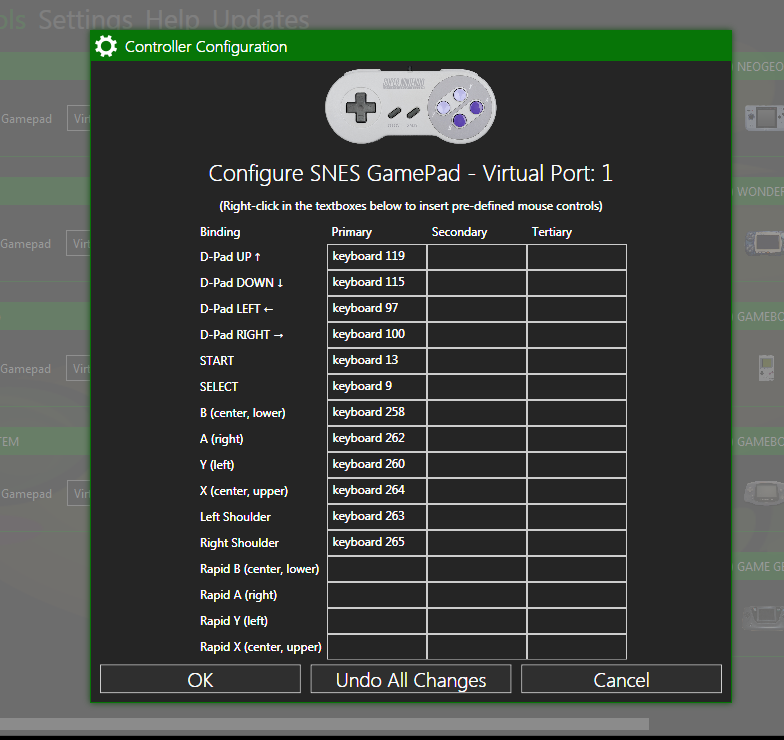 ols Settings Help Updates
Controller Configuration
NEOGEO
Gamepad
SUPER NINTENDO
Configure SNES GamePad - Virtual Port: 1
WONDER
(Right-click in the textboxes below to insert pre-defined mouse controls)
Binding Primary Secondary Tertiary
Gamepad
D-Pad UP ↑ keyboard 119
D-Pad DOWN ↓ keyboard 115
D-Pad LEFT ← keyboard 97
GAMEBO
D-Pad RIGHT → keyboard 100
START keyboard 13
Gamepad
SELECT keyboard 9
B (center, lower) keyboard 258
A (right) keyboard 262
TEM
GAMEBO
Y (left) keyboard 260
X (center, upper) keyboard 264
Gamepad
Left Shoulder keyboard 263
Right Shoulder keyboard 265
Rapid B (center, lower)
GAME GE
Rapid A (right)
Rapid Y (left)
Rapid X (center, upper)
OK Undo All Changes Cancel